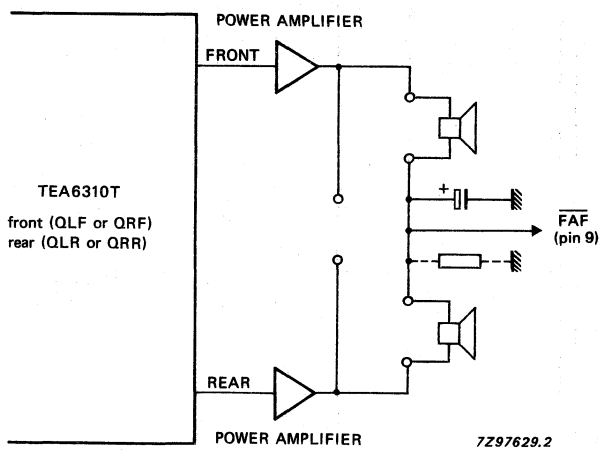 POWER AMPLIFIER
FRONT
TEA6310T
front (QLF or QRF)
rear (QLR or QRR)
+
FAF
(pin 9)
REAR
POWER AMPLIFIER
7Z97629.2